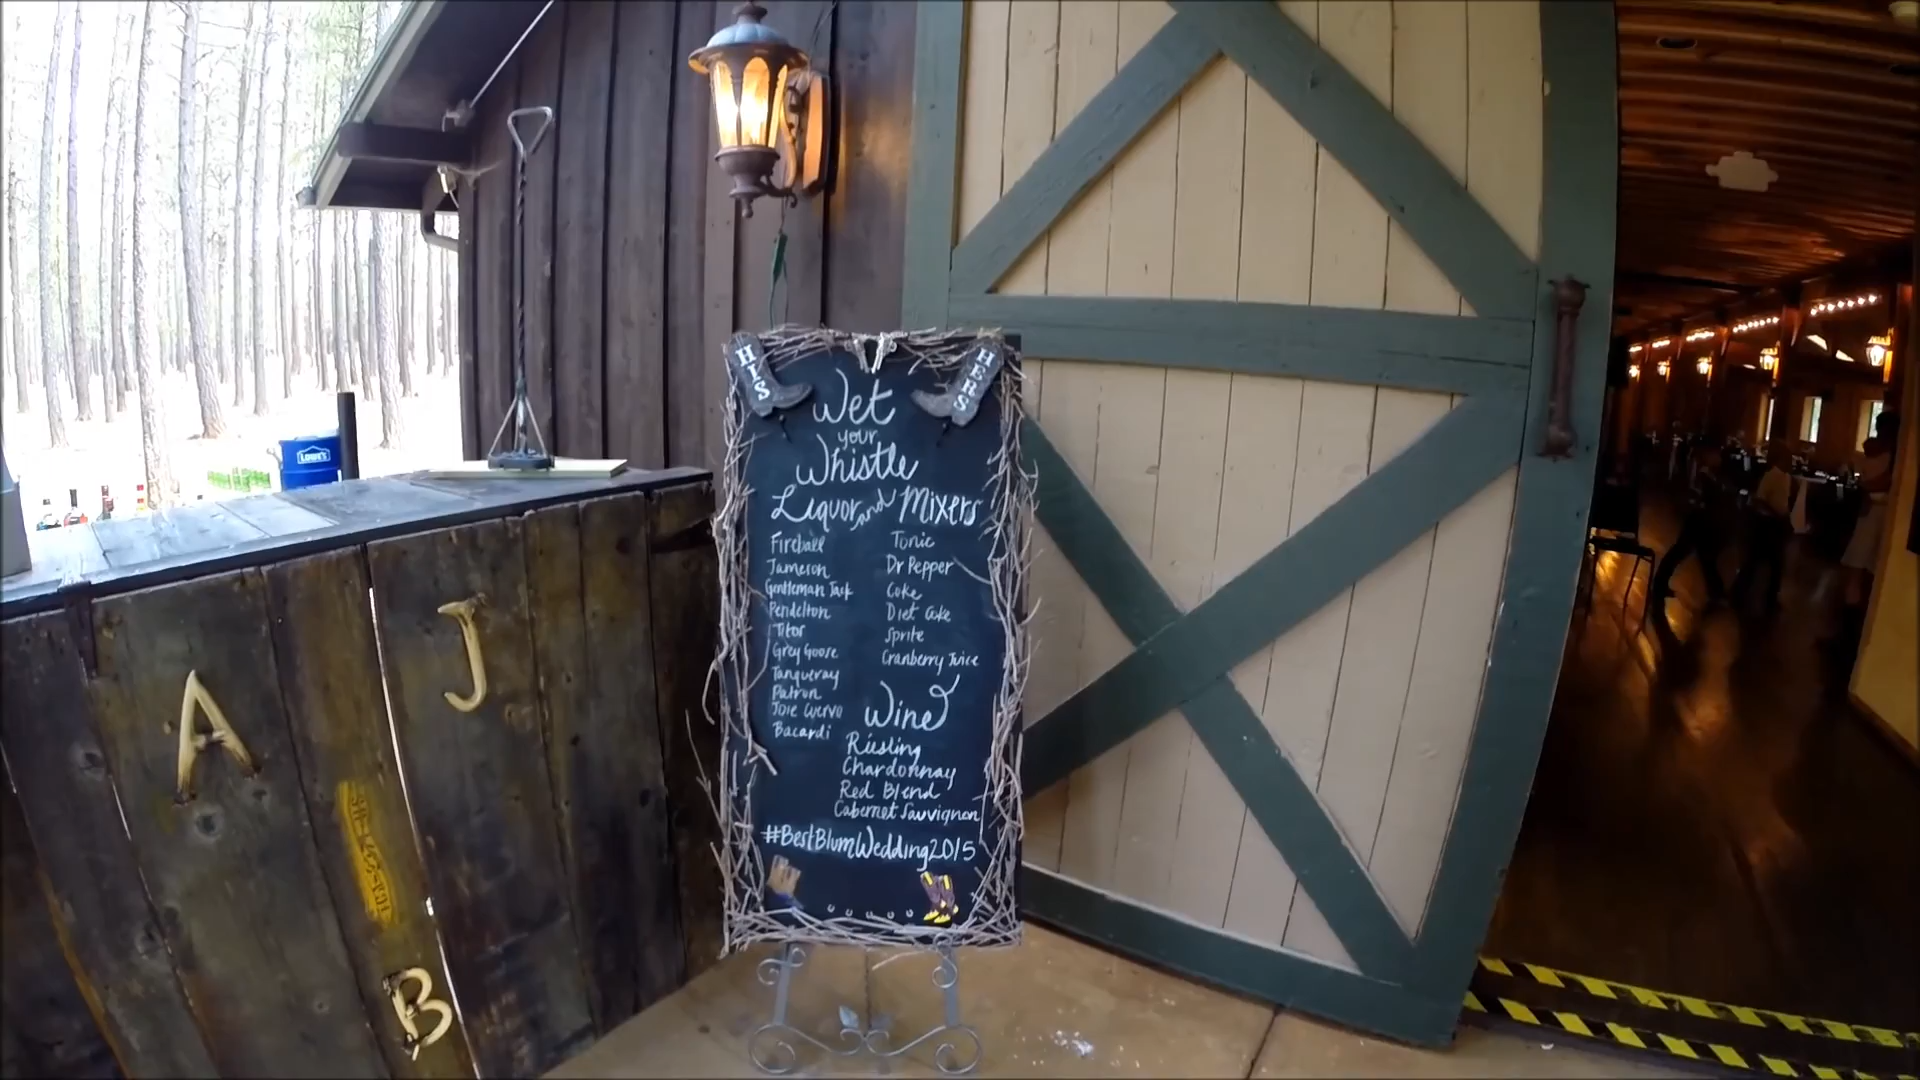 LOWE'S
A
J
B
HIS
HERS
Wet
your
Whistle
Liquor and Mixers
Fireball
Jameson
Gentleman Jack
Pendelton
Titos
Grey Goose
Tanqueray
Patron
Jose Cuervo
Bacardi
Tonic
Dr Pepper
Coke
Diet Coke
Sprite
Cranberry Juice
Wine
Riesling
Chardonnay
Red Blend
Cabernet Sauvignon
#BestBlumWedding2015